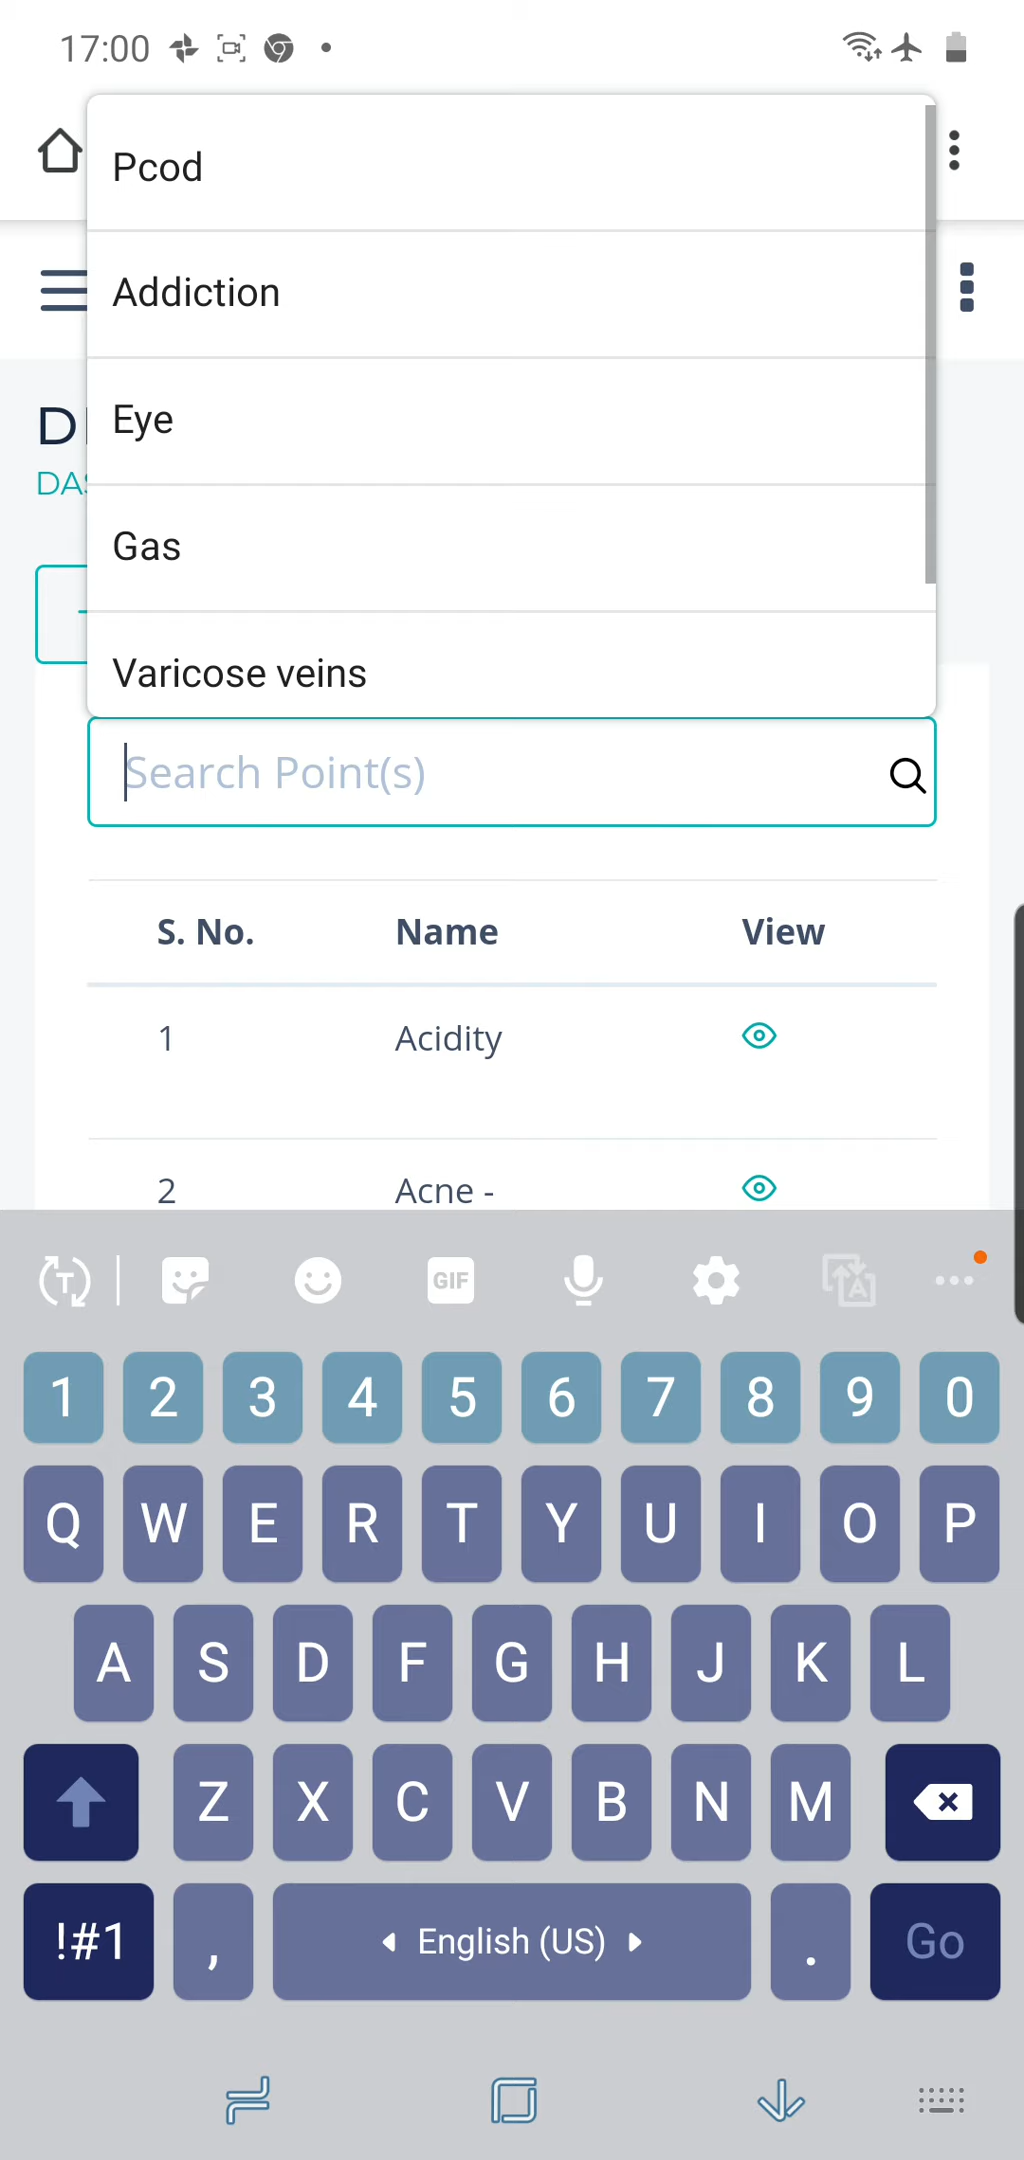 17:00
Pcod
Addiction
Eye
Gas
Varicose veins
Search Point(s)
S. No. Name View
1 Acidity
2 Acne -
T GIF A
1 2 3 4 5 6 7 8 9 0
Q W E R T Y U I O P
A S D F G H J K L
Z X C V B N M
!#1 , English (US) . Go